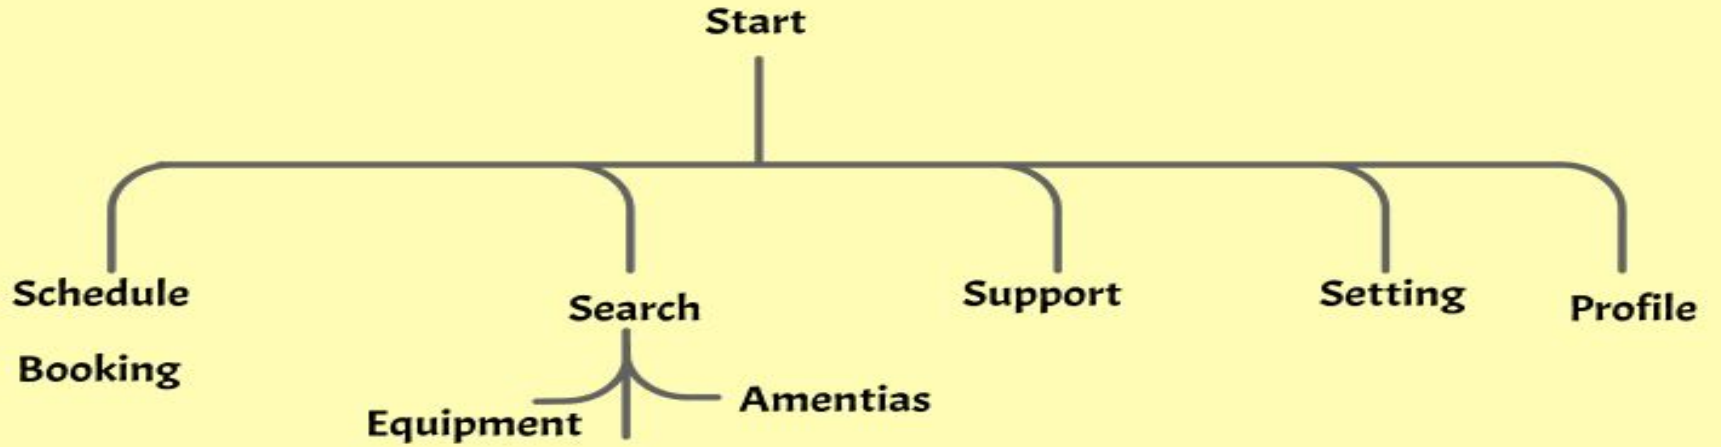 Start
Schedule
Booking
Search
Support
Setting
Profile
Equipment
Amentias